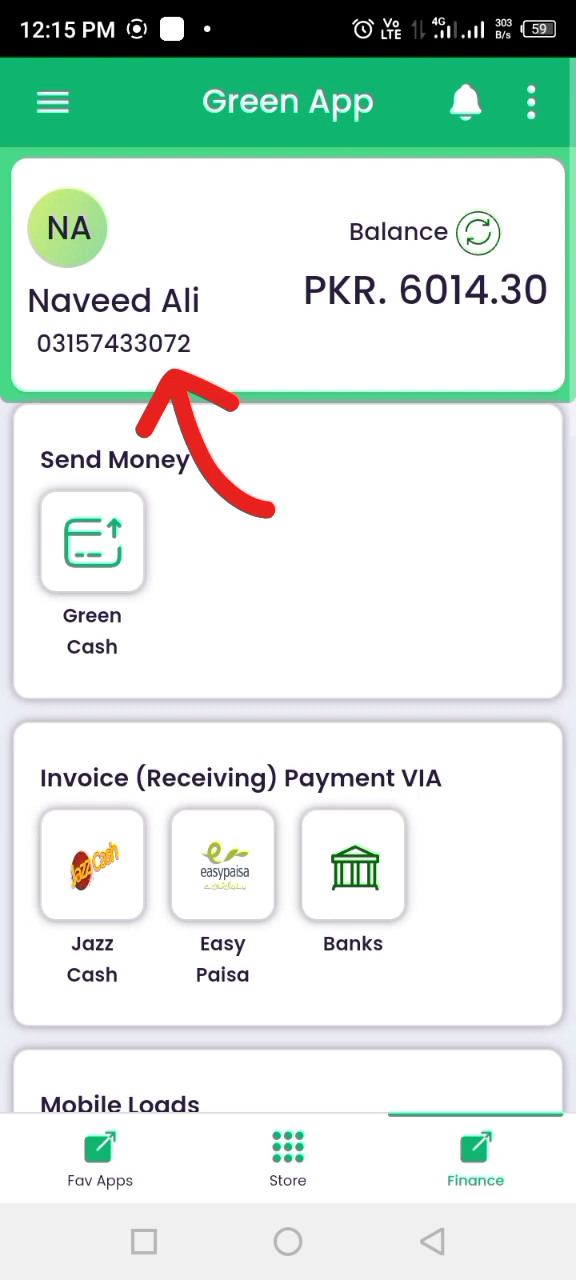 12:15 PM
Vo LTE 4G 303 B/s 59
Green App
NA
Balance
Naveed Ali
PKR. 6014.30
03157433072
Send Money
Green
Cash
Invoice (Receiving) Payment VIA
JazzCash
easypaisa
Jazz
Cash
Easy
Paisa
Banks
Mobile Loads
Fav Apps
Store
Finance